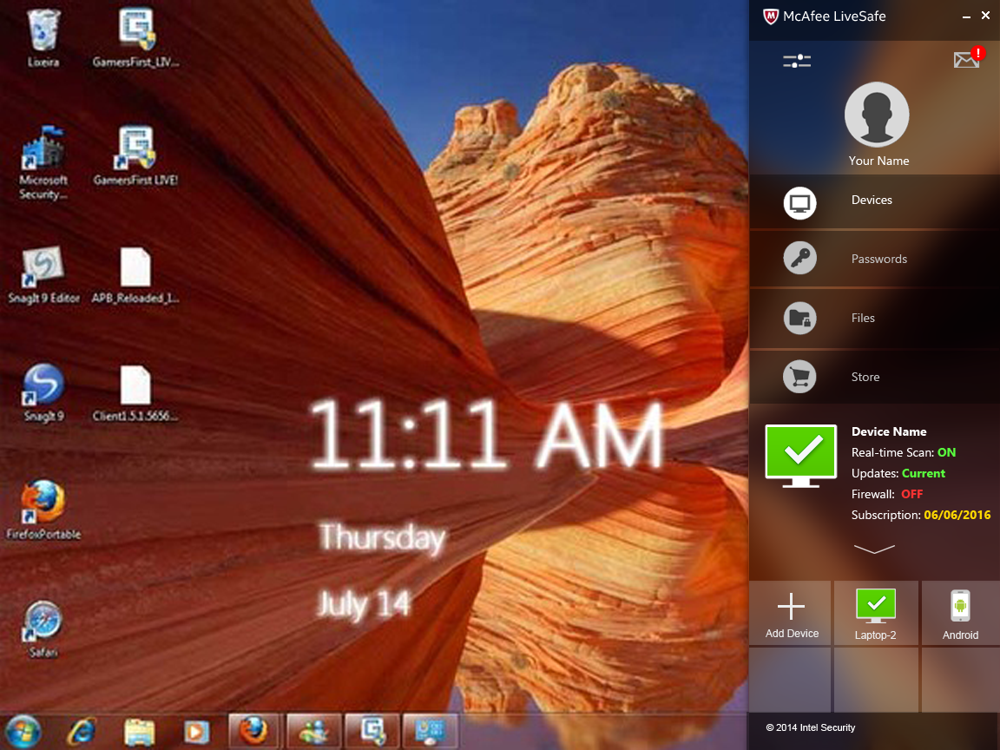 Lixeira
GamersFirst_LIV...
Microsoft
Security...
GamersFirst LIVE!
SnagIt 9 Editor
APB_Reloaded_I...
SnagIt 9
Client1.5.1.5656...
FirefoxPortable
Safari
11:11 AM
Thursday
July 14
McAfee LiveSafe
!
Your Name
Devices
Passwords
Files
Store
Device Name
Real-time Scan: ON
Updates: Current
Firewall: OFF
Subscription: 06/06/2016
Add Device
Laptop-2
Android
© 2014 Intel Security